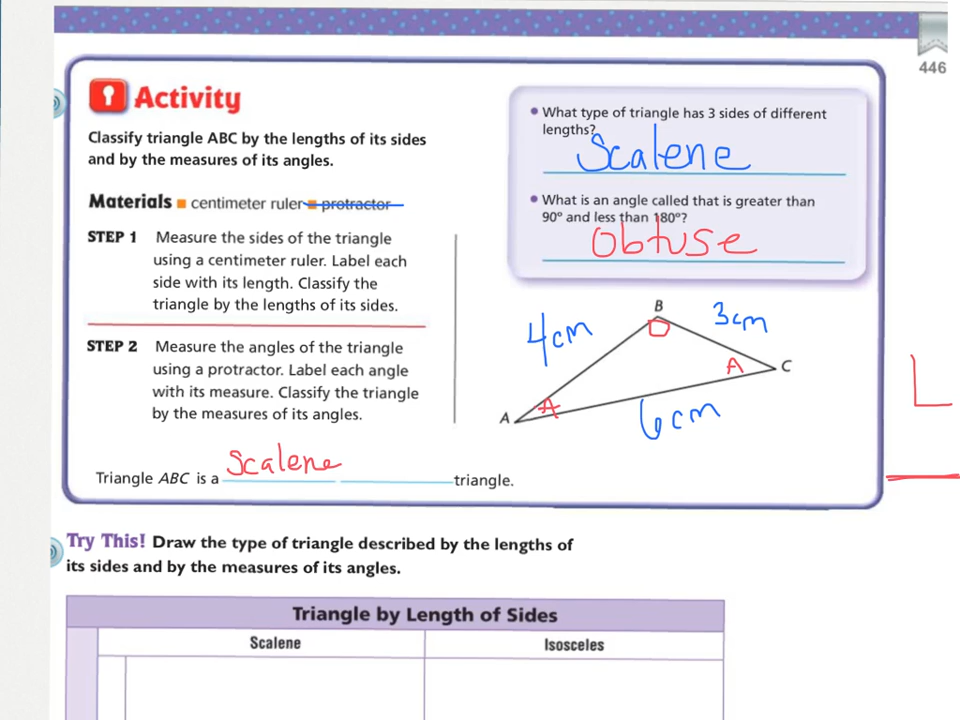 446
Activity
Classify triangle ABC by the lengths of its sides
and by the measures of its angles.
Materials ■ centimeter ruler ■ protractor
STEP 1 Measure the sides of the triangle
using a centimeter ruler. Label each
side with its length. Classify the
triangle by the lengths of its sides.
STEP 2 Measure the angles of the triangle
using a protractor. Label each angle
with its measure. Classify the triangle
by the measures of its angles.
• What type of triangle has 3 sides of different
lengths?
Scalene
• What is an angle called that is greater than
90° and less than 180°?
Obtuse
B
4cm
3cm
A
C
A
A
6cm
Triangle ABC is a Scalene triangle.
Try This! Draw the type of triangle described by the lengths of
its sides and by the measures of its angles.
Triangle by Length of Sides
Scalene
Isosceles